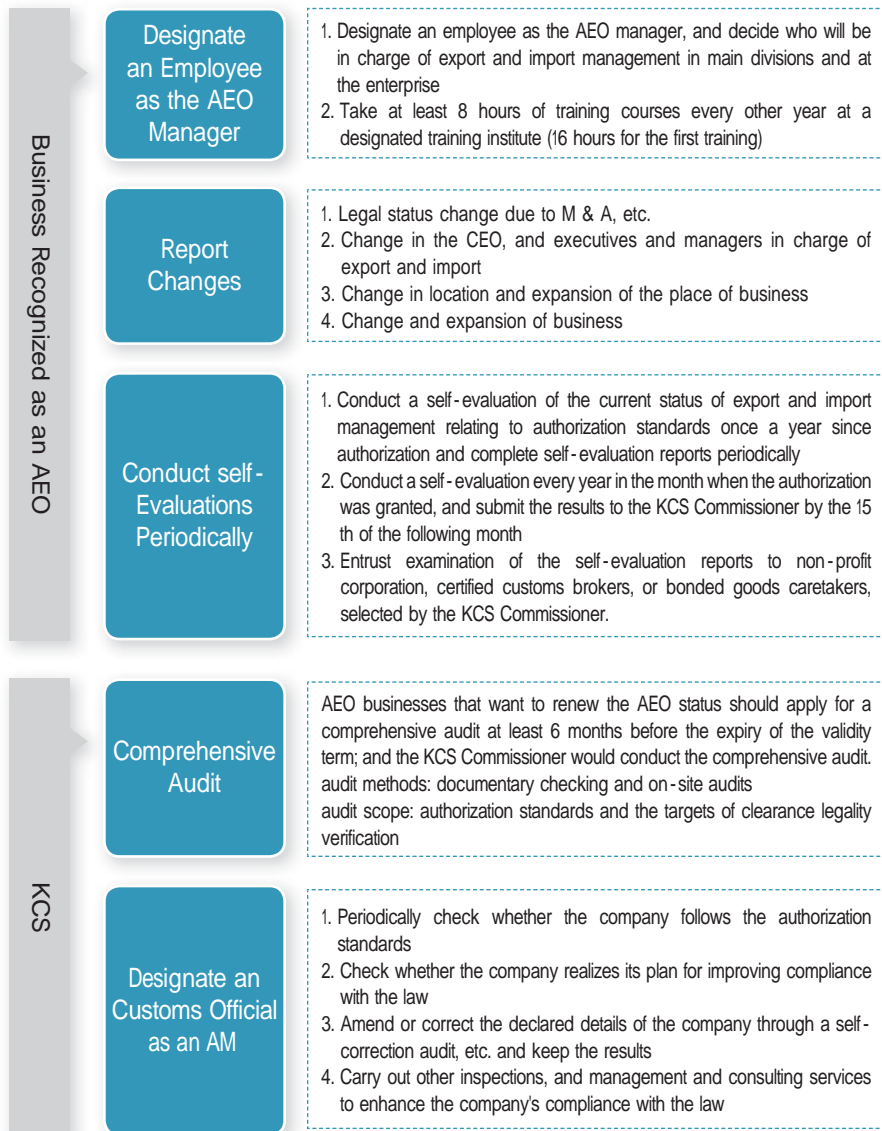 Business Recognized as an AEO
Designate
an Employee
as the AEO
Manager
1. Designate an employee as the AEO manager, and decide who will be
in charge of export and import management in main divisions and at
the enterprise
2. Take at least 8 hours of training courses every other year at a
designated training institute (16 hours for the first training)
Report
Changes
1. Legal status change due to M & A, etc.
2. Change in the CEO, and executives and managers in charge of
export and import
3. Change in location and expansion of the place of business
4. Change and expansion of business
Conduct self-
Evaluations
Periodically
1. Conduct a self-evaluation of the current status of export and import
management relating to authorization standards once a year since
authorization and complete self-evaluation reports periodically
2. Conduct a self-evaluation every year in the month when the authorization
was granted, and submit the results to the KCS Commissioner by the 15
th of the following month
3. Entrust examination of the self-evaluation reports to non-profit
corporation, certified customs brokers, or bonded goods caretakers,
selected by the KCS Commissioner.
KCS
Comprehensive
Audit
AEO businesses that want to renew the AEO status should apply for a
comprehensive audit at least 6 months before the expiry of the validity
term; and the KCS Commissioner would conduct the comprehensive audit.
audit methods: documentary checking and on-site audits
audit scope: authorization standards and the targets of clearance legality
verification
Designate an
Customs Official
as an AM
1. Periodically check whether the company follows the authorization
standards
2. Check whether the company realizes its plan for improving compliance
with the law
3. Amend or correct the declared details of the company through a self-
correction audit, etc. and keep the results
4. Carry out other inspections, and management and consulting services
to enhance the company's compliance with the law